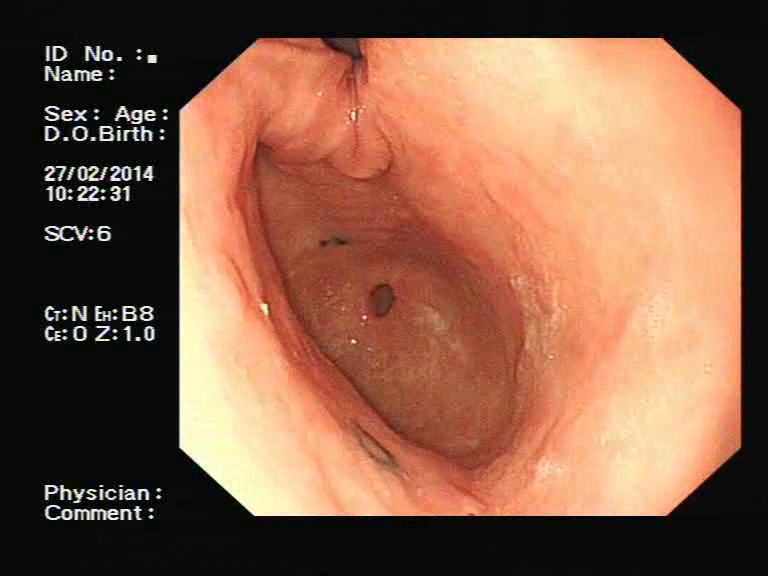 ID No. :
Name:
Sex: Age:
D.O.Birth:
27/02/2014
10:22:31
SCV:6
CT:N EH:B8
CE:0 Z:1.0
Physician:
Comment: